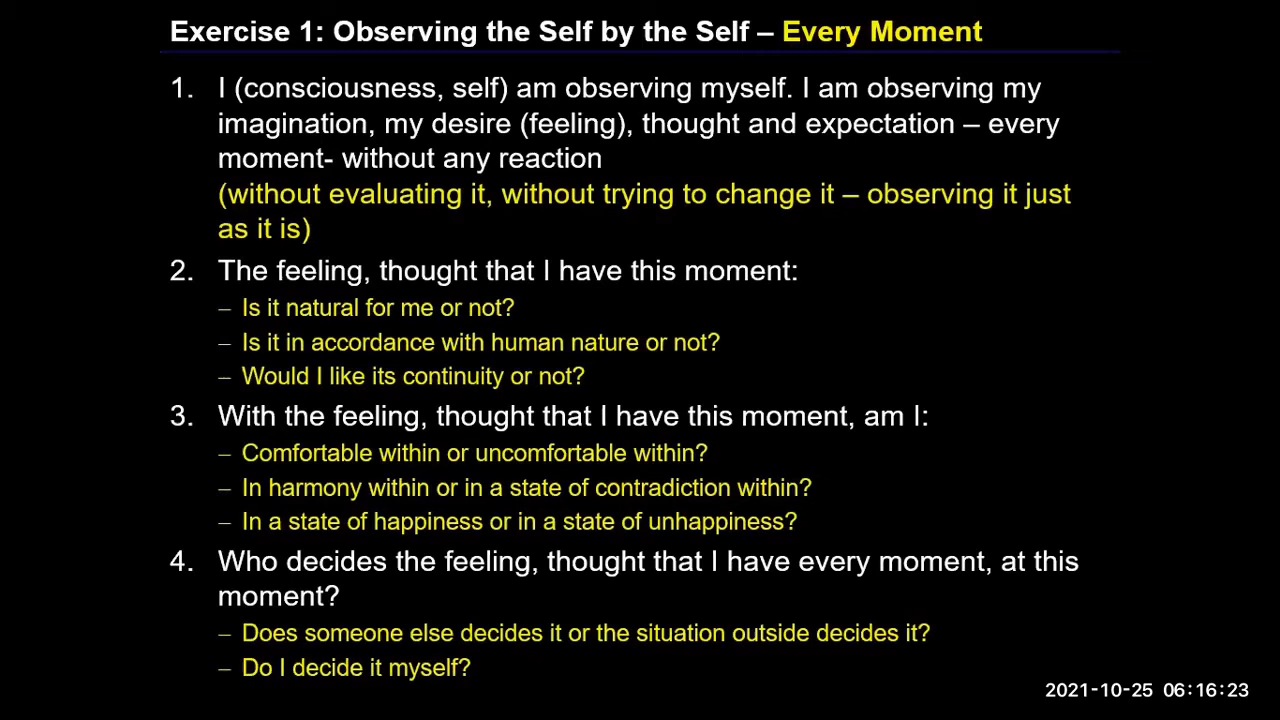 Exercise 1: Observing the Self by the Self – Every Moment
1. I (consciousness, self) am observing myself. I am observing my
imagination, my desire (feeling), thought and expectation – every
moment- without any reaction
(without evaluating it, without trying to change it – observing it just
as it is)
2. The feeling, thought that I have this moment:
– Is it natural for me or not?
– Is it in accordance with human nature or not?
– Would I like its continuity or not?
3. With the feeling, thought that I have this moment, am I:
– Comfortable within or uncomfortable within?
– In harmony within or in a state of contradiction within?
– In a state of happiness or in a state of unhappiness?
4. Who decides the feeling, thought that I have every moment, at this
moment?
– Does someone else decides it or the situation outside decides it?
– Do I decide it myself?
2021-10-25 06:16:23